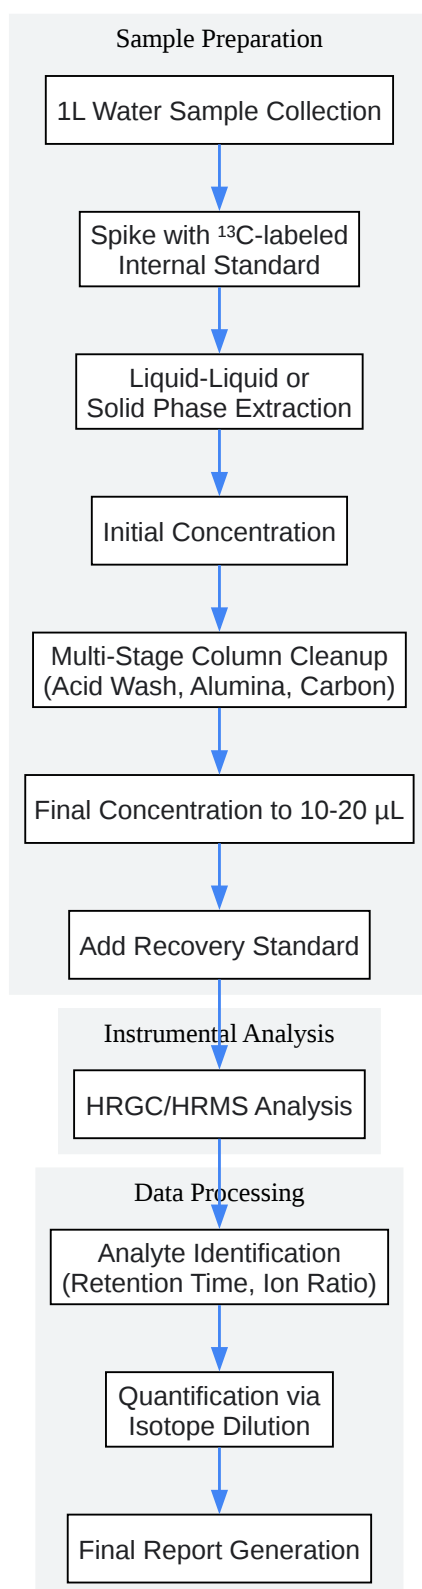 Sample Preparation
1L Water Sample Collection
Spike with ¹³C-labeled
Internal Standard
Liquid-Liquid or
Solid Phase Extraction
Initial Concentration
Multi-Stage Column Cleanup
(Acid Wash, Alumina, Carbon)
Final Concentration to 10-20 µL
Add Recovery Standard
Instrumental Analysis
HRGC/HRMS Analysis
Data Processing
Analyte Identification
(Retention Time, Ion Ratio)
Quantification via
Isotope Dilution
Final Report Generation